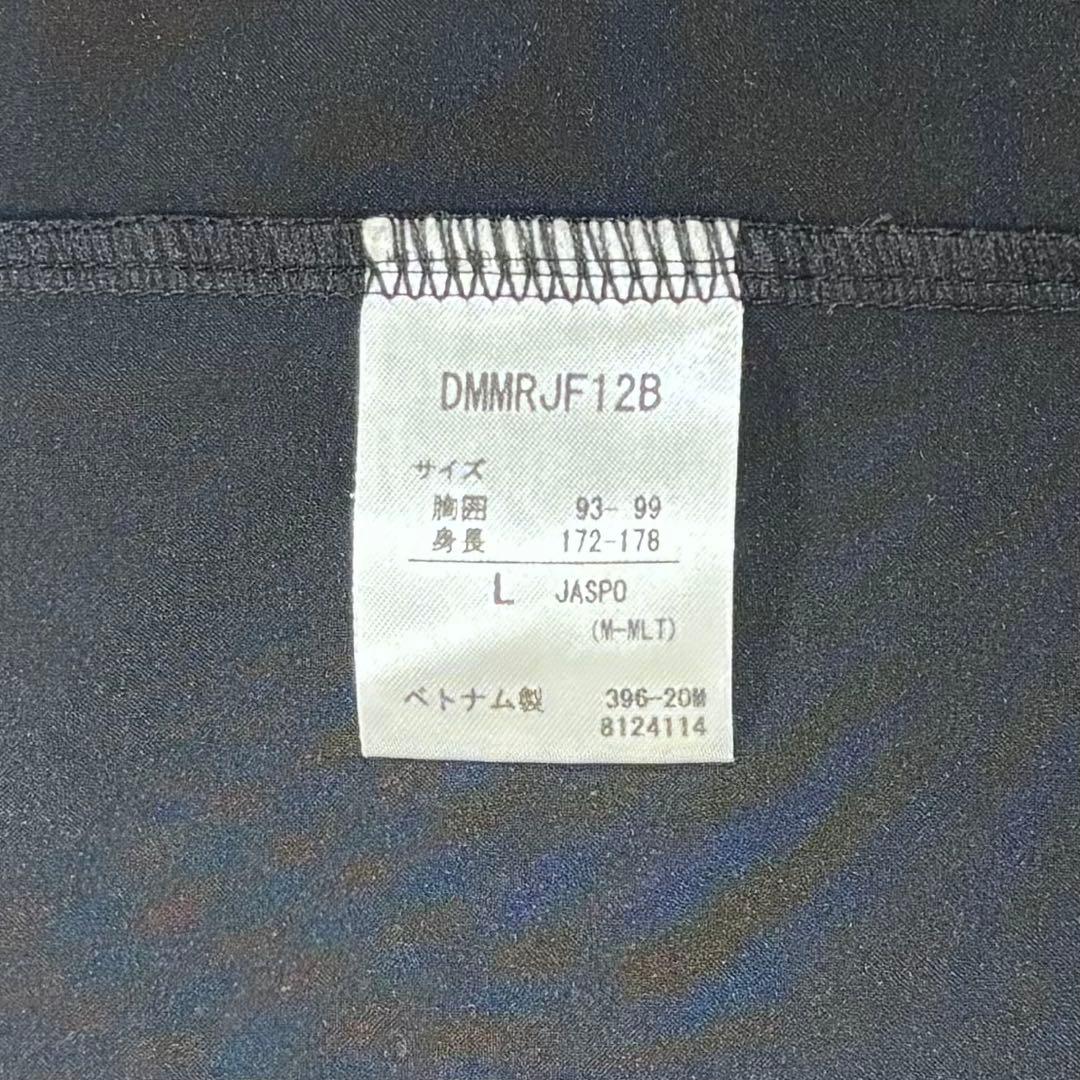 DMMRJF12B
サイズ
胸囲 93- 99
身長 172-178
L JASPO
(M-MLT)
ベトナム製 396-20M
8124114